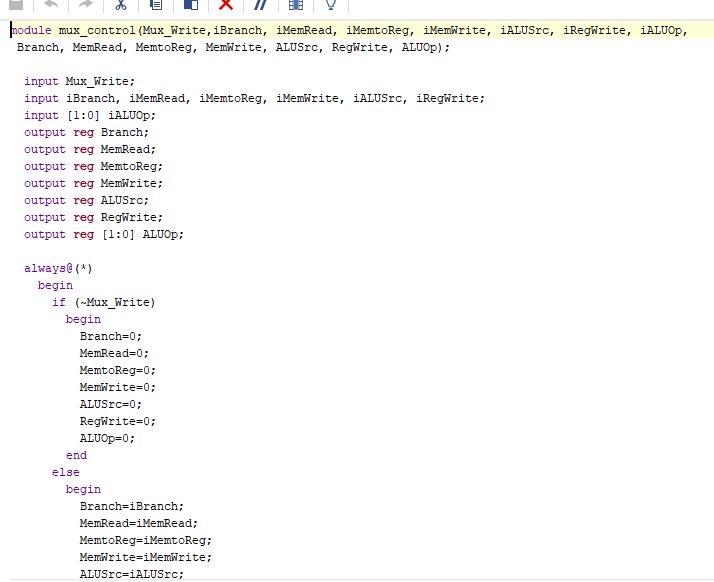 module mux_control(Mux_Write,iBranch, iMemRead, iMemtoReg, iMemWrite, iALUSrc, iRegWrite, iALUOp,
Branch, MemRead, MemtoReg, MemWrite, ALUSrc, RegWrite, ALUOp);
input Mux_Write;
input iBranch, iMemRead, iMemtoReg, iMemWrite, iALUSrc, iRegWrite;
input [1:0] iALUOp;
output reg Branch;
output reg MemRead;
output reg MemtoReg;
output reg MemWrite;
output reg ALUSrc;
output reg RegWrite;
output reg [1:0] ALUOp;
always@(*)
begin
if (~Mux_Write)
begin
Branch=0;
MemRead=0;
MemtoReg=0;
MemWrite=0;
ALUSrc=0;
RegWrite=0;
ALUOp=0;
end
else
begin
Branch=iBranch;
MemRead=iMemRead;
MemtoReg=iMemtoReg;
MemWrite=iMemWrite;
ALUSrc=iALUSrc;